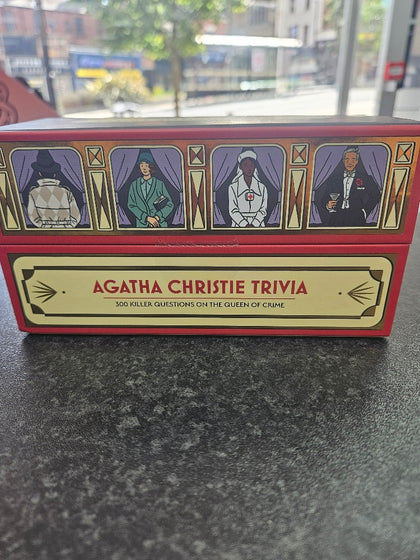 AGATHA CHRISTIE TRIVIA
300 KILLER QUESTIONS ON THE QUEEN OF CRIME